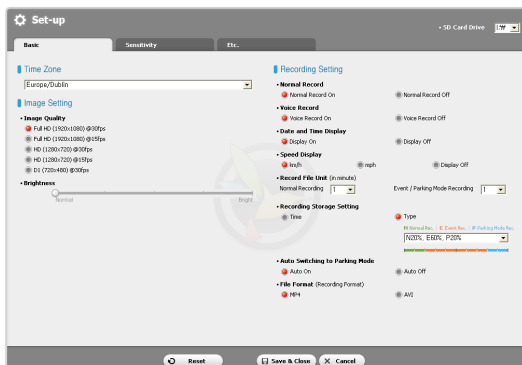 Set-up
• SD Card Drive I:₩
Basic Sensitivity Etc.
Time Zone
Europe/Dublin
Image Setting
• Image Quality
Full HD (1920x1080) @30fps
Full HD (1920x1080) @15fps
HD (1280x720) @30fps
HD (1280x720) @15fps
D1 (720x480) @30fps
• Brightness
Normal Bright
Recording Setting
• Normal Record
Normal Record On Normal Record Off
• Voice Record
Voice Record On Voice Record Off
• Date and Time Display
Display On Display Off
• Speed Display
km/h mph Display Off
• Record File Unit (in minute)
Normal Recording 1 Event / Parking Mode Recording 1
• Recording Storage Setting
Time Type
N Normal Rec. E Event Rec. P Parking Mode Rec.
N20%, E60%, P20%
• Auto Switching to Parking Mode
Auto On Auto Off
• File Format (Recording Format)
MP4 AVI
Reset Save & Close Cancel